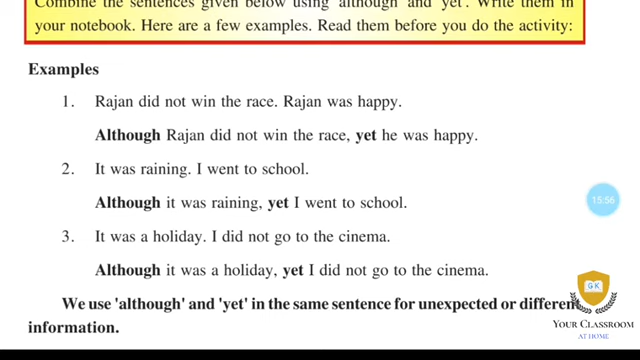 Combine the sentences given below using 'although' and 'yet'. Write them in
your notebook. Here are a few examples. Read them before you do the activity:
Examples
1. Rajan did not win the race. Rajan was happy.
Although Rajan did not win the race, yet he was happy.
2. It was raining. I went to school.
Although it was raining, yet I went to school.
15:56
3. It was a holiday. I did not go to the cinema.
Although it was a holiday, yet I did not go to the cinema.
We use 'although' and 'yet' in the same sentence for unexpected or different
information.
GK
YOUR CLASSROOM
AT HOME